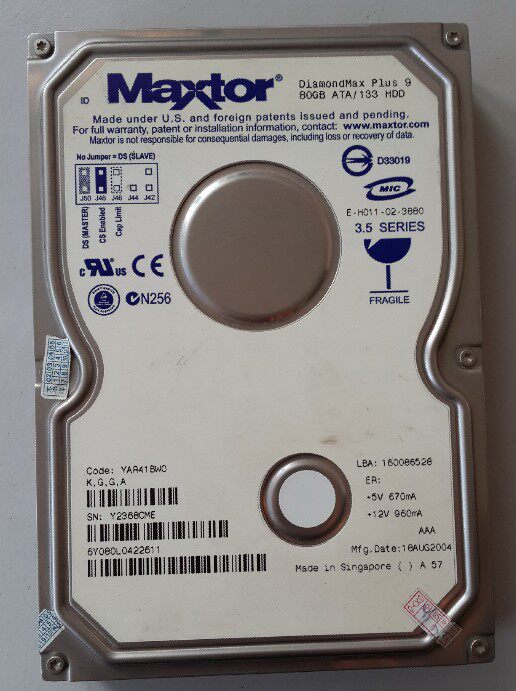 ID
Maxtor®
DiamondMax Plus 9
80GB ATA/133 HDD
Made under U.S. and foreign patents issued and pending.
For full warranty, patent or installation information, contact: www.maxtor.com
Maxtor is not responsible for consequential damages, including loss or recovery of data.
No Jumper = DS (SLAVE)
J50 J48 J46 J44 J42
DS (MASTER)
CS Enabled
Cap Limit
D33019
MIC
E-H011-02-3880
3.5 SERIES
c us CE
N256
FRAGILE
Code: YAR41BW0
K,G,G,A
SN: Y2368CME
6Y080L0422611
LBA: 160086528
ER:
+5V 670mA
+12V 960mA
AAA
Mfg.Date:18AUG2004
Made in Singapore ( ) A 57